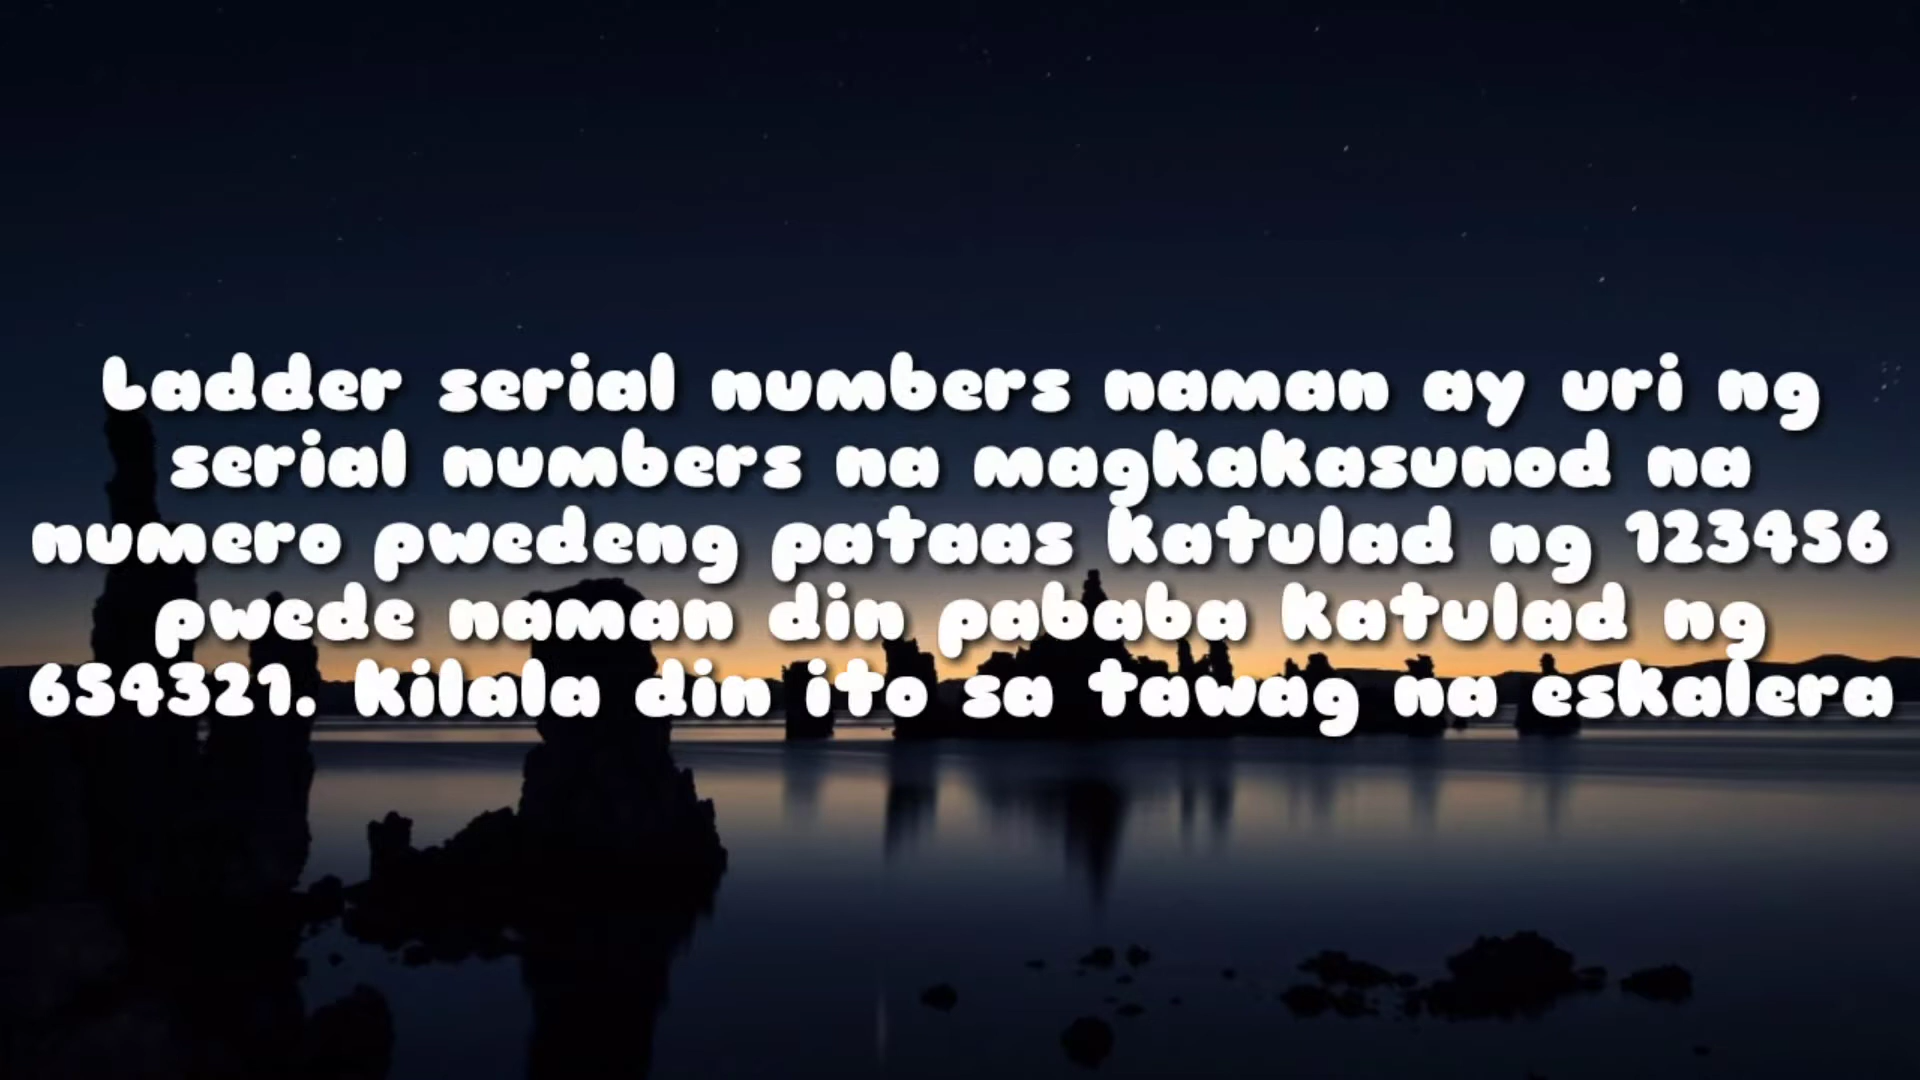 Ladder serial numbers naman ay uri ng
serial numbers na magkakasunod na
numero pwedeng pataas katulad ng 123456
pwede naman din pababa katulad ng
654321. Kilala din ito sa tawag na eskalera